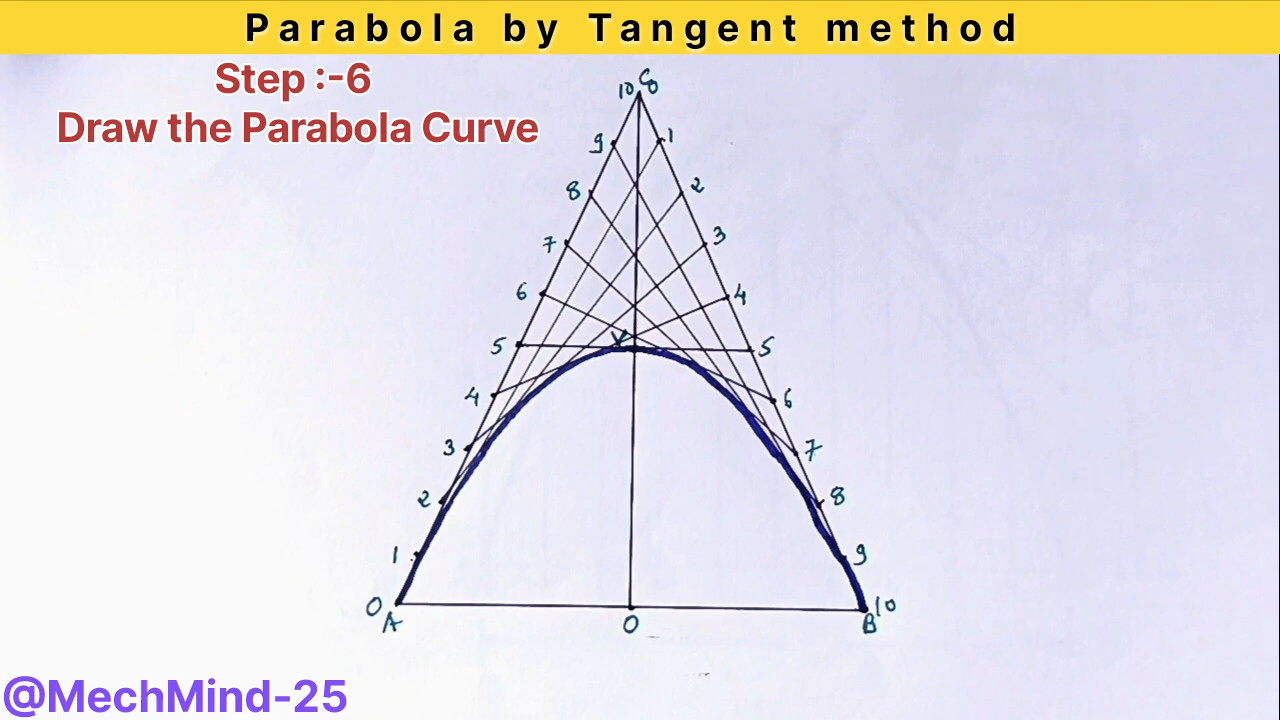 Parabola by Tangent method
Step :-6
Draw the Parabola Curve
10 C 0
9 1
8 2
7 3
6 4
5 V 5
4 6
3 7
2 8
1 9
0 10
A O B
@MechMind-25